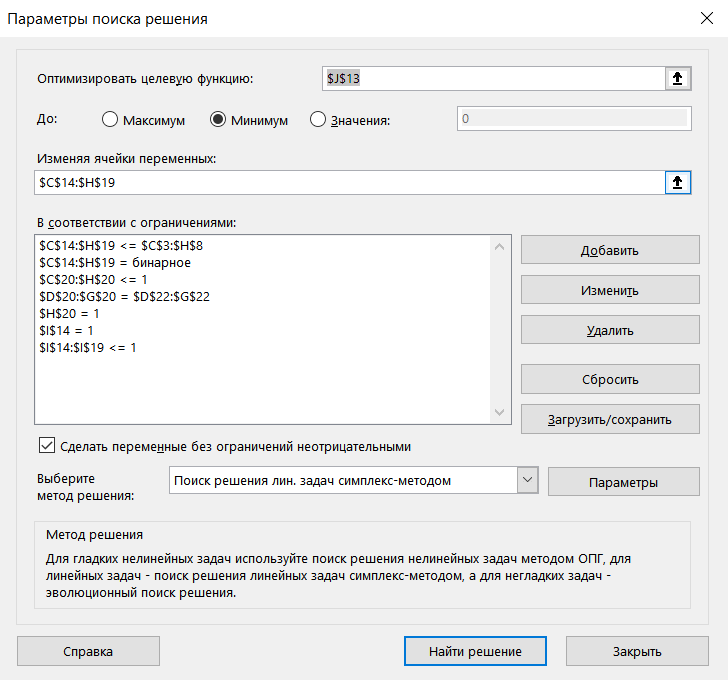 Параметры поиска решения
Оптимизировать целевую функцию: $J$13
До: Максимум Минимум Значения: 0
Изменяя ячейки переменных:
$C$14:$H$19
В соответствии с ограничениями:
$C$14:$H$19 <= $C$3:$H$8
$C$14:$H$19 = бинарное
$C$20:$H$20 <= 1
$D$20:$G$20 = $D$22:$G$22
$H$20 = 1
$I$14 = 1
$I$14:$I$19 <= 1
Добавить
Изменить
Удалить
Сбросить
Загрузить/сохранить
Сделать переменные без ограничений неотрицательными
Выберите
метод решения:
Поиск решения лин. задач симплекс-методом
Параметры
Метод решения
Для гладких нелинейных задач используйте поиск решения нелинейных задач методом ОПГ, для
линейных задач - поиск решения линейных задач симплекс-методом, а для негладких задач -
эволюционный поиск решения.
Справка Найти решение Закрыть